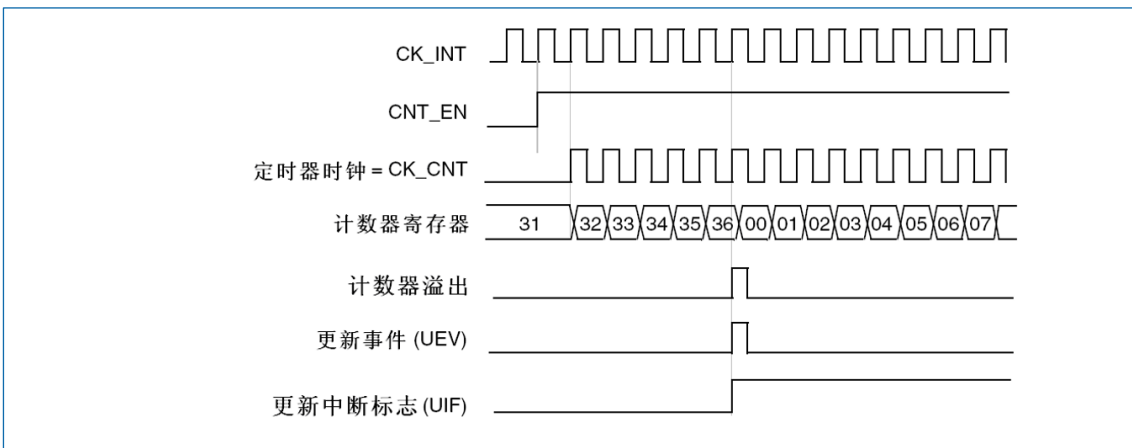 CK_INT
CNT_EN
定时器时钟 = CK_CNT
计数器寄存器 31 32 33 34 35 36 00 01 02 03 04 05 06 07
计数器溢出
更新事件 (UEV)
更新中断标志 (UIF)